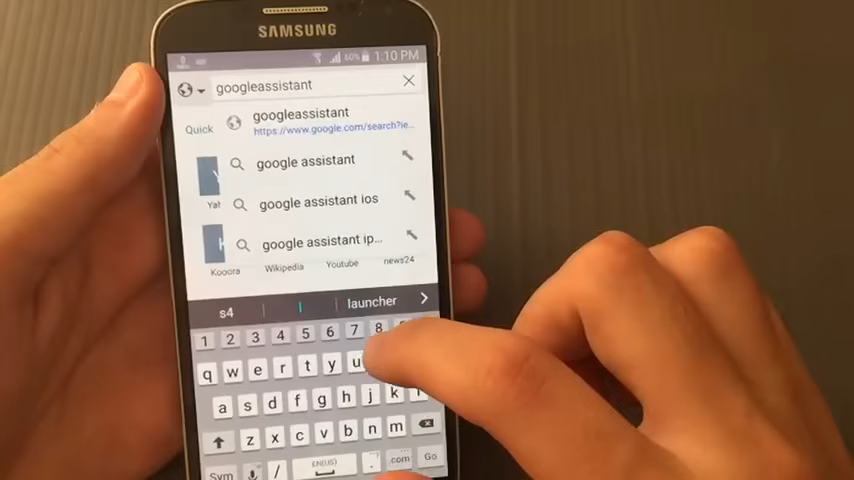 SAMSUNG
60% 1:10 PM
googleassistant
Quick
googleassistant
https://www.google.com/search?ie...
google assistant
google assistant ios
google assistant ip...
Kooora Wikipedia Youtube news24
s4 I launcher
1 2 3 4 5 6 7 8
q w e r t y u
a s d f g h j k
z x c v b n m
Sym / EN(US) . .com Go